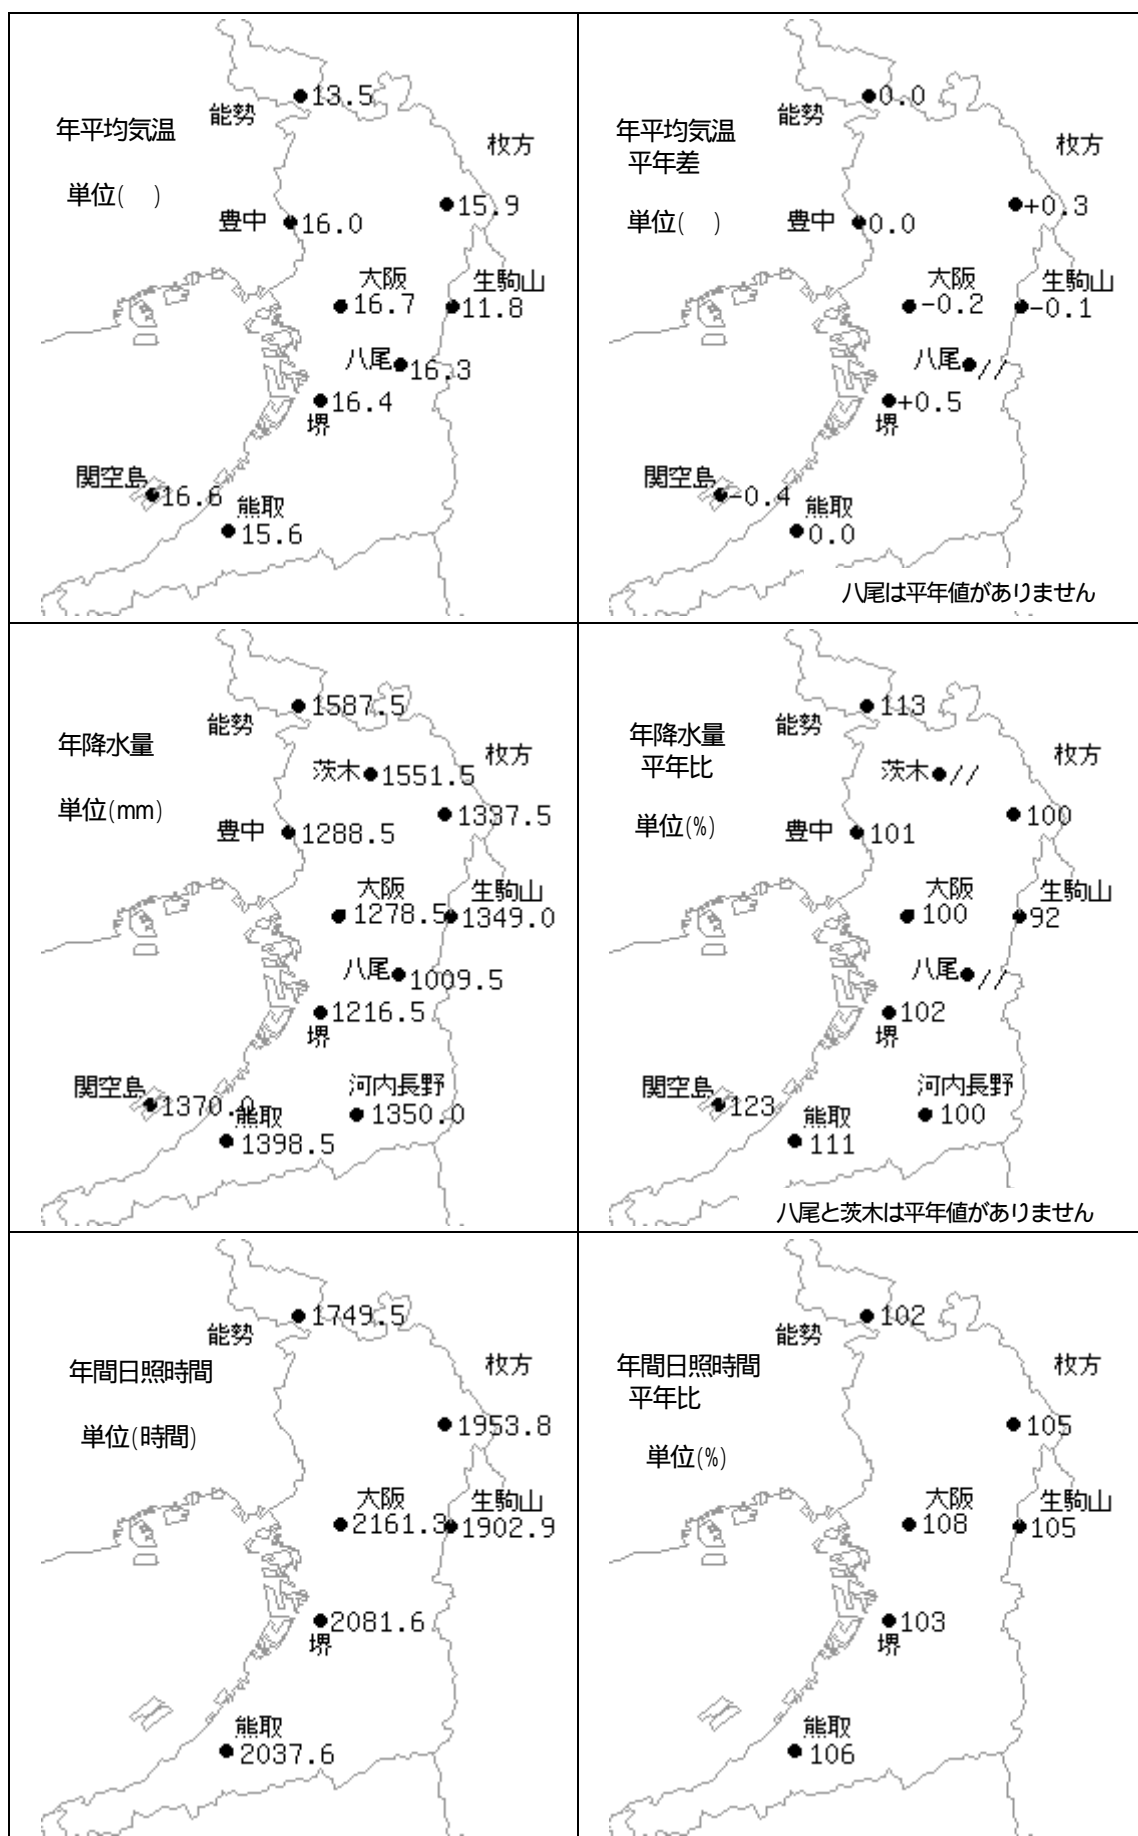 能勢
13.5
年平均気温
枚方
単位( )
15.9
豊中
16.0
大阪
16.7
生駒山
11.8
八尾
16.3
16.4
堺
関空島
16.6
熊取
15.6
能勢
0.0
年平均気温
平年差
枚方
単位( )
+0.3
豊中
0.0
大阪
-0.2
生駒山
-0.1
八尾
//
+0.5
堺
関空島
-0.4
熊取
0.0
八尾は平年値がありません
能勢
1587.5
年降水量
枚方
茨木
1551.5
単位(mm)
1337.5
豊中
1288.5
大阪
1278.5
生駒山
1349.0
八尾
1009.5
1216.5
堺
関空島
1370.0
河内長野
1350.0
熊取
1398.5
能勢
113
年降水量
平年比
枚方
茨木
//
単位(%)
100
豊中
101
大阪
100
生駒山
92
八尾
//
102
堺
関空島
123
河内長野
100
熊取
111
八尾と茨木は平年値がありません
能勢
1749.5
年間日照時間
枚方
単位(時間)
1953.8
大阪
2161.3
生駒山
1902.9
2081.6
堺
熊取
2037.6
能勢
102
年間日照時間
平年比
枚方
単位(%)
105
大阪
108
生駒山
105
103
堺
熊取
106